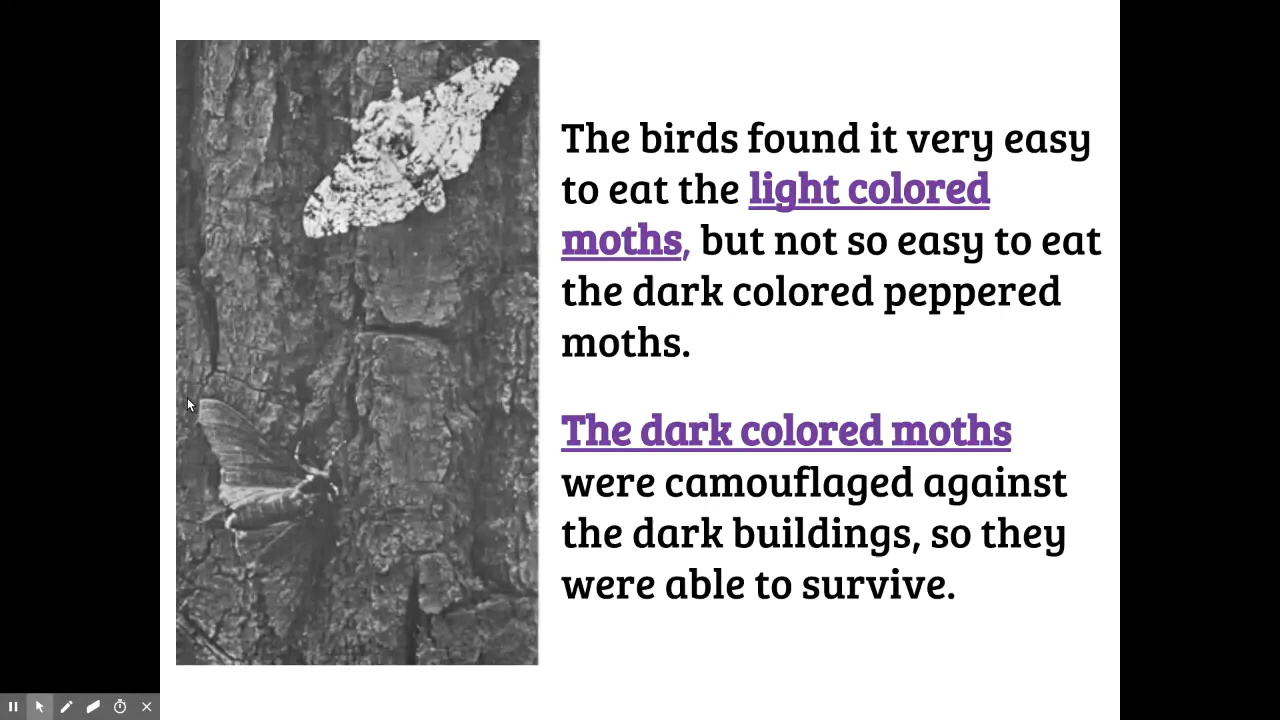 The birds found it very easy
to eat the light colored
moths, but not so easy to eat
the dark colored peppered
moths.
The dark colored moths
were camouflaged against
the dark buildings, so they
were able to survive.